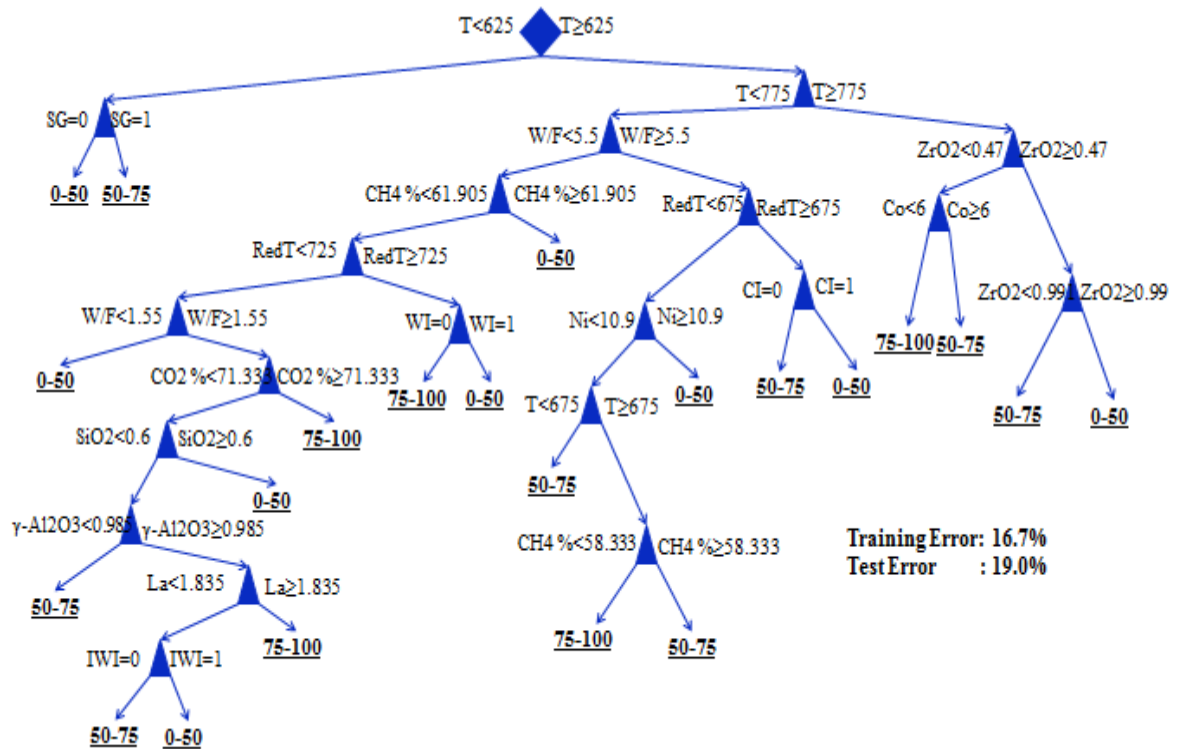 T<625 T≥625
T<775 T≥775
SG=0 SG=1
W/F<5.5 W/F≥5.5
ZrO2<0.47 ZrO2≥0.47
0-50 50-75
CH4 %<61.905 CH4 %≥61.905
RedT<675 RedT≥675
Co<6 Co≥6
RedT<725 RedT≥725
0-50
CI=0 CI=1
ZrO2<0.991 ZrO2≥0.99
W/F<1.55 W/F≥1.55
WI=0 WI=1
Ni<10.9 Ni≥10.9
75-100 50-75
0-50
CO2 %<71.333 CO2 %≥71.333
75-100 0-50
50-75 0-50
0-50
T<675 T≥675
50-75 0-50
SiO2<0.6 SiO2≥0.6
75-100
50-75
0-50
γ-Al2O3<0.985 γ-Al2O3≥0.985
CH4 %<58.333 CH4 %≥58.333
Training Error: 16.7%
Test Error : 19.0%
50-75
La<1.835 La≥1.835
75-100
75-100 50-75
IWI=0 IWI=1
50-75 0-50